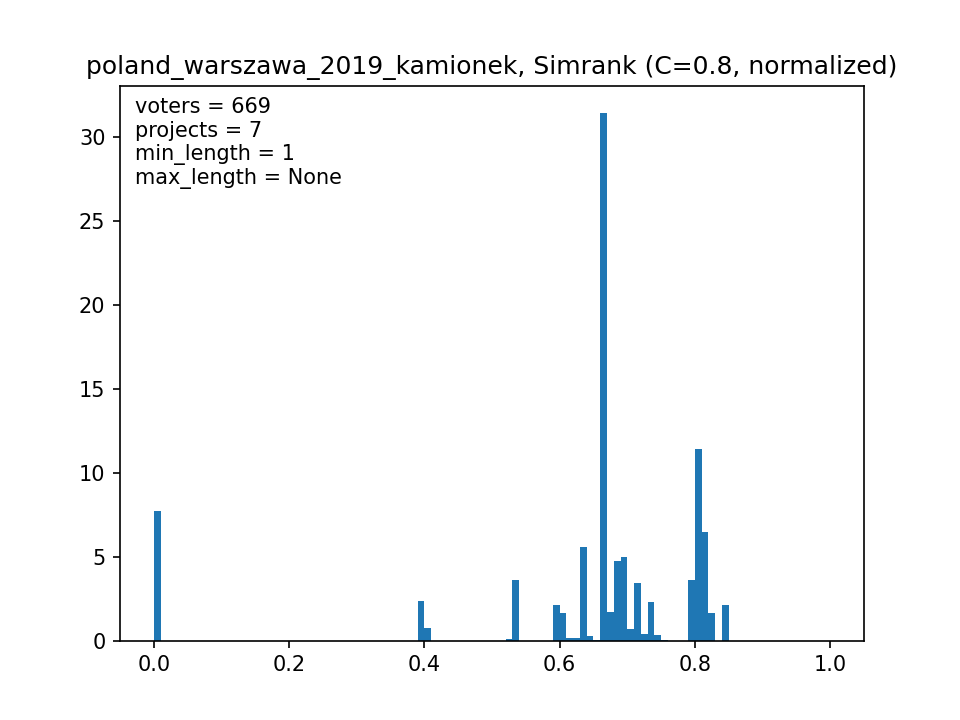 poland_warszawa_2019_kamionek, Simrank (C=0.8, normalized)
voters = 669
projects = 7
min_length = 1
max_length = None
30
25
20
15
10
5
0
0.0 0.2 0.4 0.6 0.8 1.0